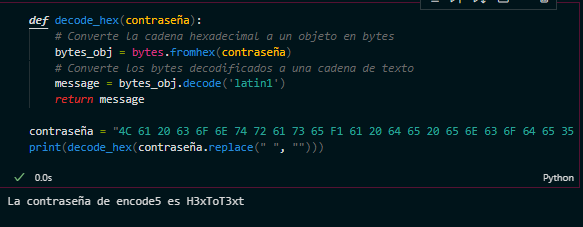 def decode_hex(contraseña):
    # Convierte la cadena hexadecimal a un objeto en bytes
    bytes_obj = bytes.fromhex(contraseña)
    # Convierte los bytes decodificados a una cadena de texto
    message = bytes_obj.decode('latin1')
    return message

contraseña = "4C 61 20 63 6F 6E 74 72 61 73 65 F1 61 20 64 65 20 65 6E 63 6F 64 65 35
print(decode_hex(contraseña.replace(" ", "")))
0.0s
Python
La contraseña de encode5 es H3xToT3xt